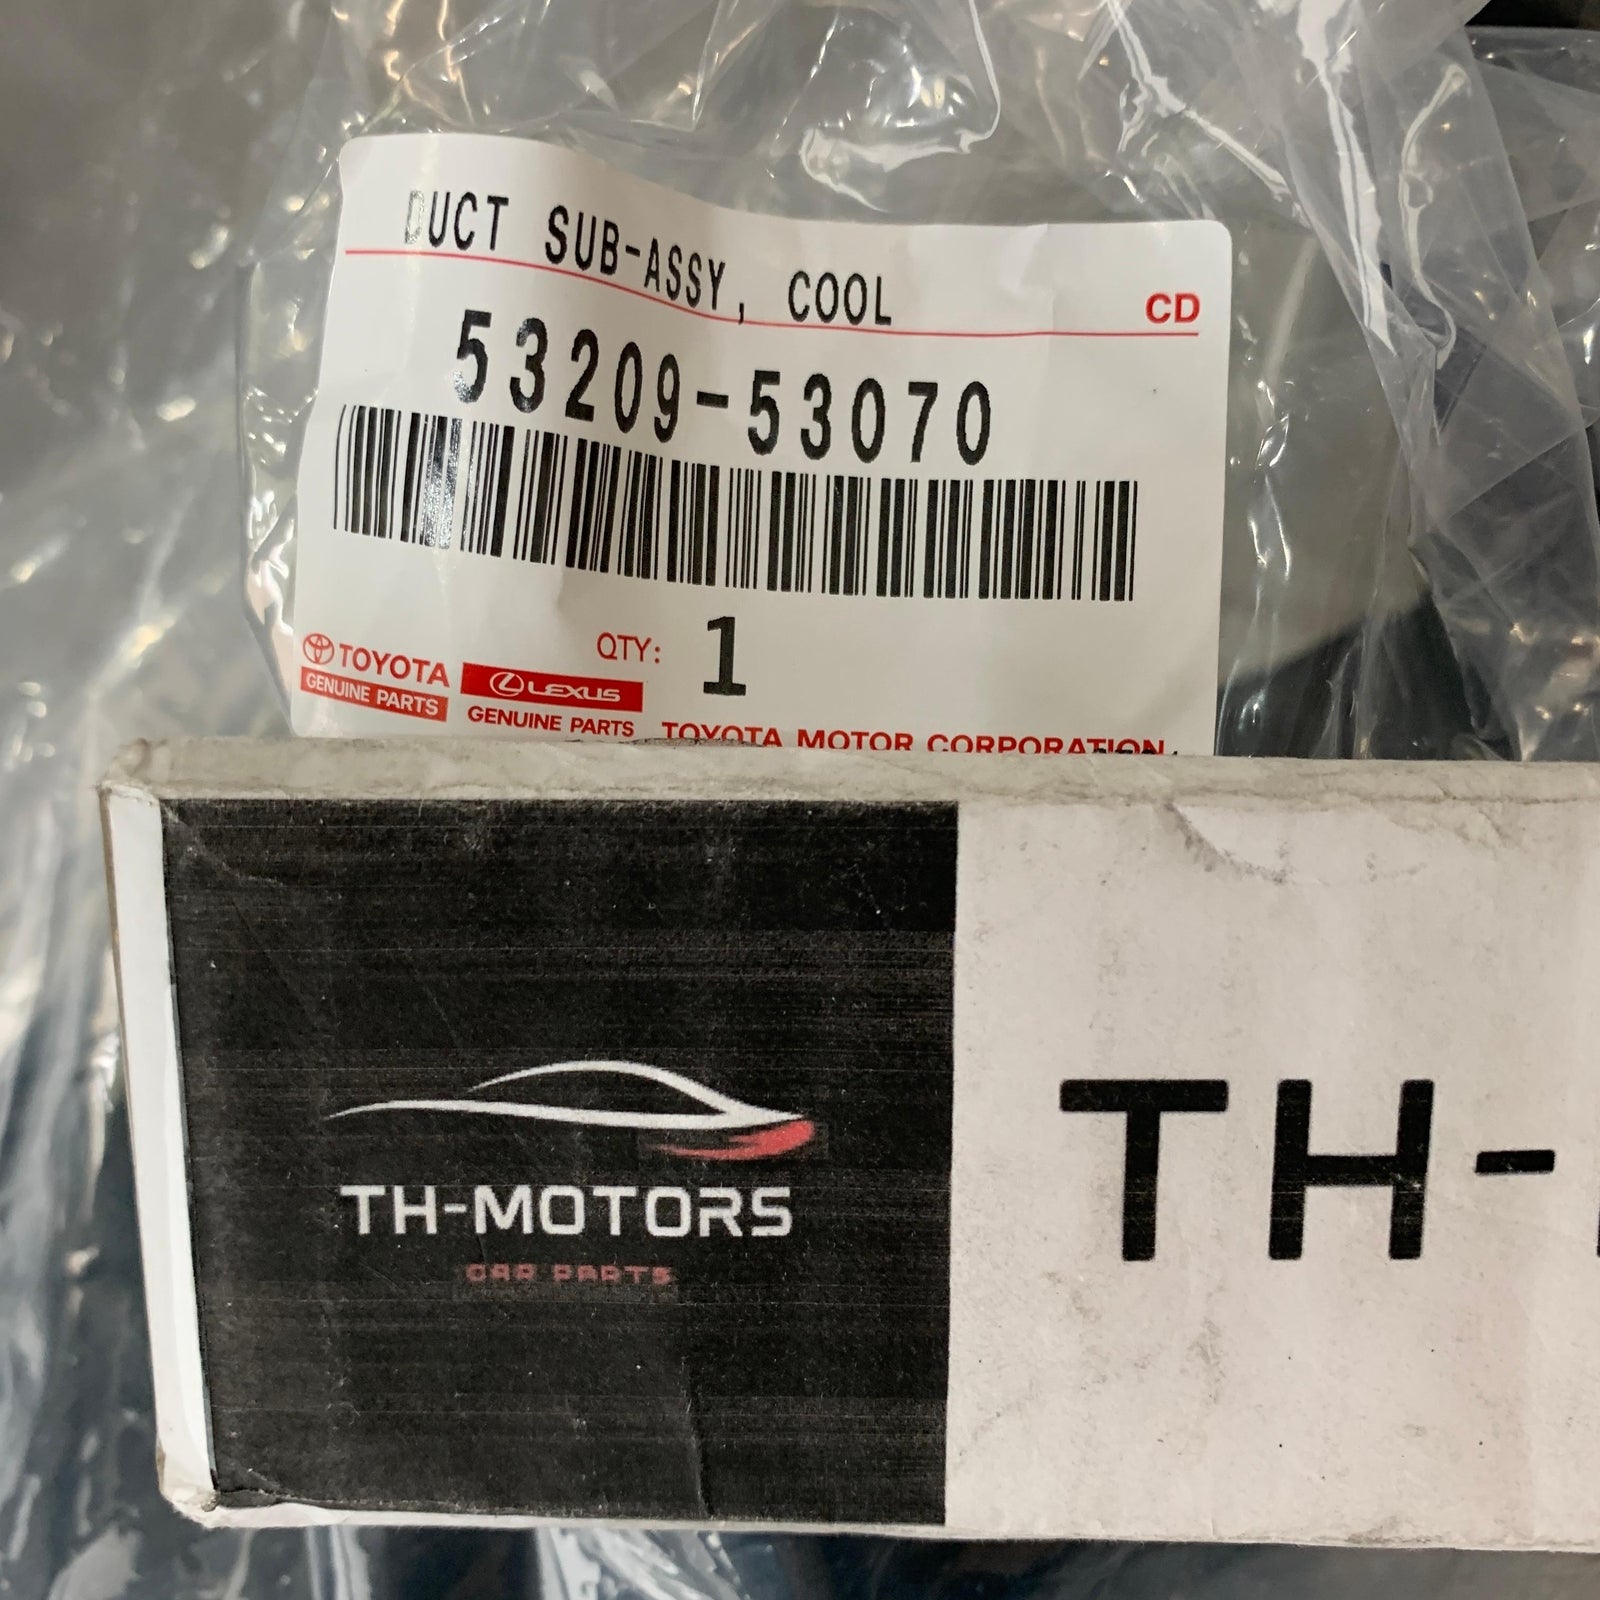 DUCT SUB-ASSY, COOL
CD
53209-53070
QTY: 1
TOYOTA
GENUINE PARTS
LEXUS
GENUINE PARTS
TOYOTA MOTOR CORPORATION
TH-MOTORS
CAR PARTS
TH-